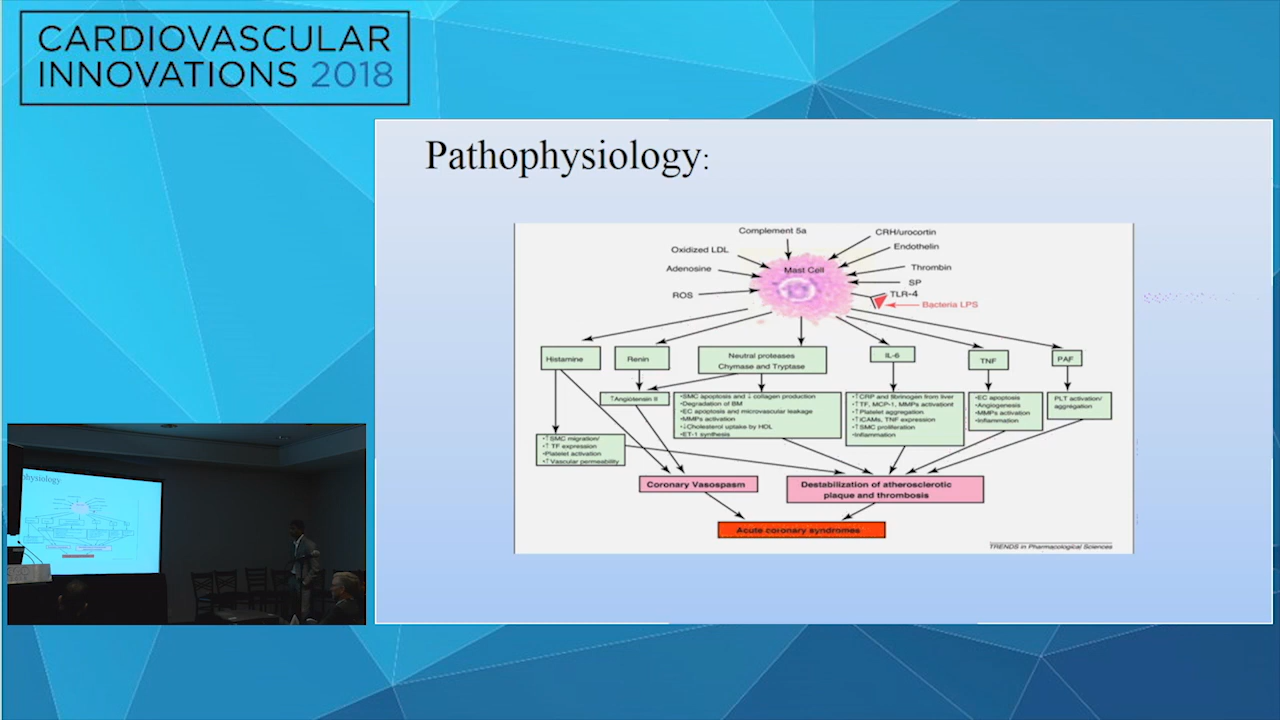 CARDIOVASCULAR
INNOVATIONS 2018
Pathophysiology:
Complement 5a
CRH/urocortin
Oxidized LDL
Endothelin
Adenosine
Mast Cell
Thrombin
SP
ROS
TLR-4
Bacteria LPS
Histamine
Renin
Neutral proteases
Chymase and Tryptase
IL-6
TNF
PAF
↑Angiotensin II
•SMC apoptosis and ↓ collagen production
•Degradation of BM
•EC apoptosis and microvascular leakage
•MMPs activation
•↓Cholesterol uptake by HDL
•ET-1 synthesis
•↑CRP and fibrinogen from liver
•↑TF, MCP-1, MMPs activationt
•↑Platelet aggregation
•↑ICAMs, TNF expression
•↑SMC proliferation
•Inflammation
•EC apoptosis
•Angiogenesis
•MMPs activation
•Inflammation
PLT activation/
aggregation
•↑SMC migration/
•↑ TF expression
•Platelet activation
•↑ Vascular permeability
Coronary Vasospasm
Destabilization of atherosclerotic
plaque and thrombosis
Acute coronary syndromes
TRENDS in Pharmacological Sciences
physiology